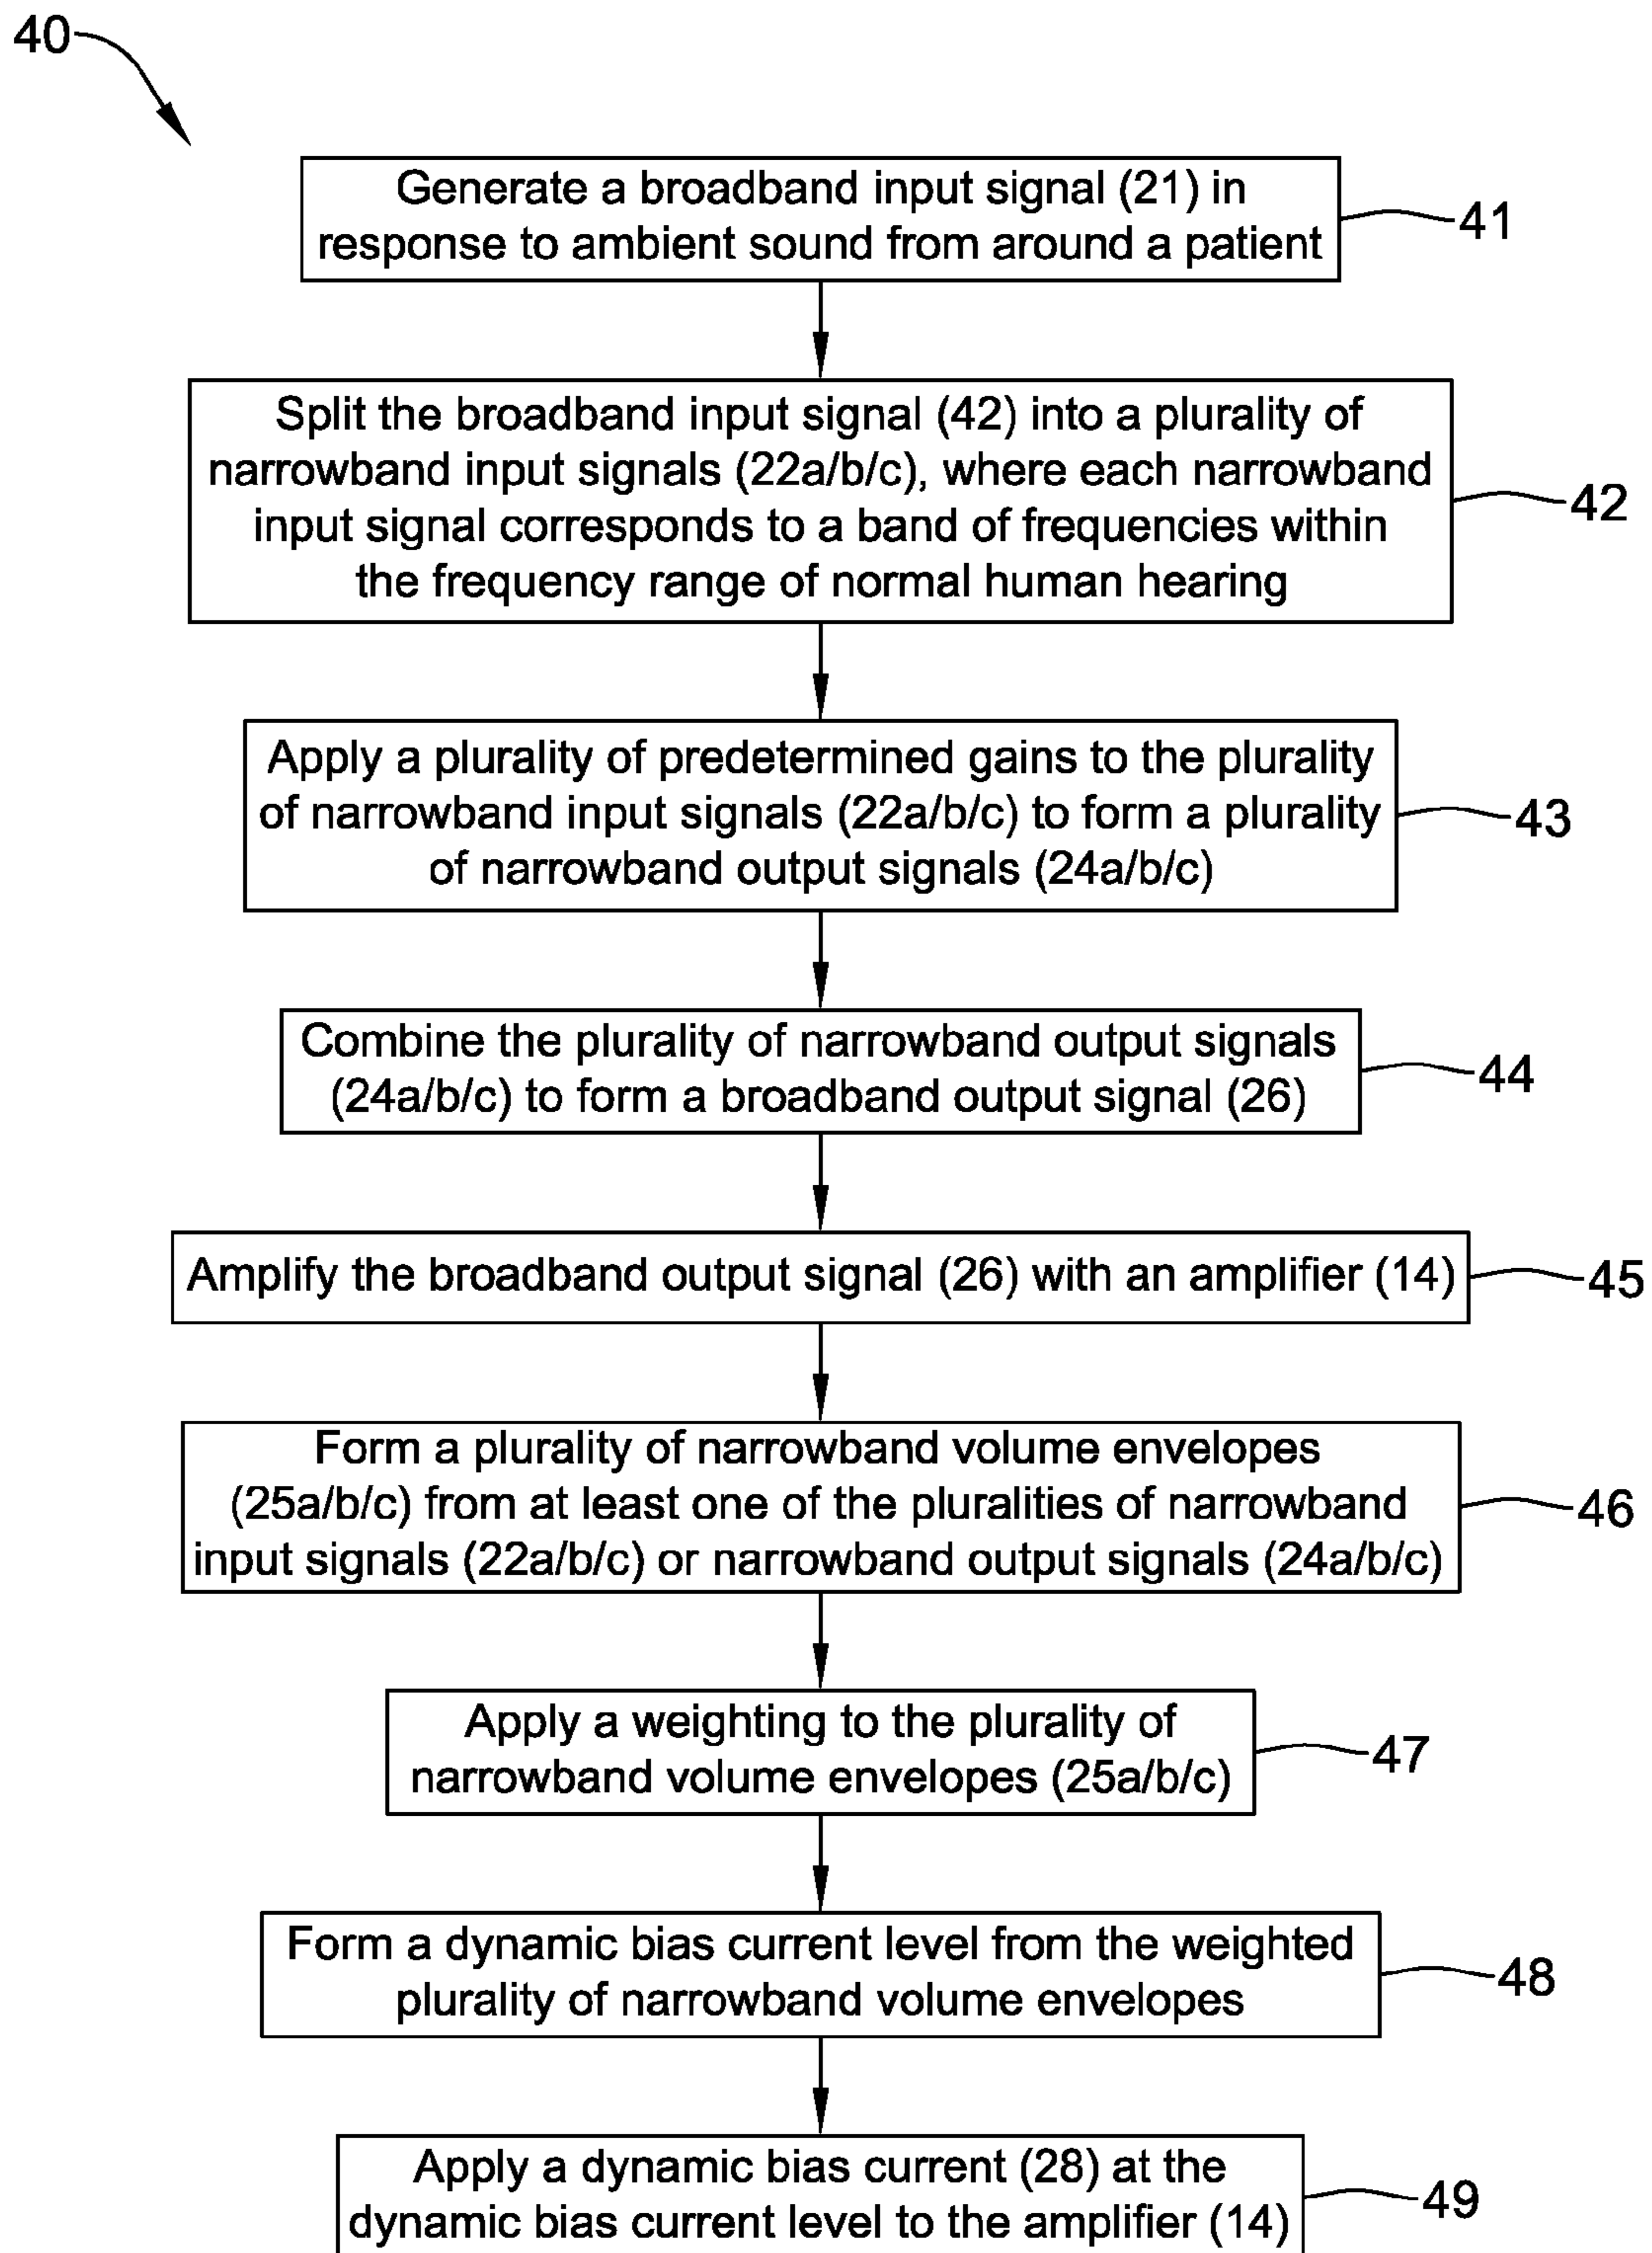 40
Generate a broadband input signal (21) in
response to ambient sound from around a patient
41
Split the broadband input signal (42) into a plurality of
narrowband input signals (22a/b/c), where each narrowband
input signal corresponds to a band of frequencies within
the frequency range of normal human hearing
42
Apply a plurality of predetermined gains to the plurality
of narrowband input signals (22a/b/c) to form a plurality
of narrowband output signals (24a/b/c)
43
Combine the plurality of narrowband output signals
(24a/b/c) to form a broadband output signal (26)
44
Amplify the broadband output signal (26) with an amplifier (14)
45
Form a plurality of narrowband volume envelopes
(25a/b/c) from at least one of the pluralities of narrowband
input signals (22a/b/c) or narrowband output signals (24a/b/c)
46
Apply a weighting to the plurality of
narrowband volume envelopes (25a/b/c)
47
Form a dynamic bias current level from the weighted
plurality of narrowband volume envelopes
48
Apply a dynamic bias current (28) at the
dynamic bias current level to the amplifier (14)
49